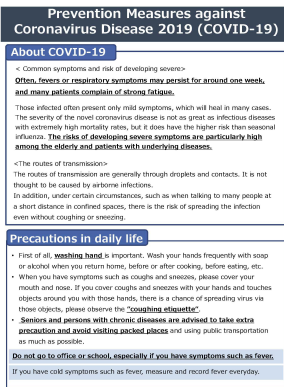 Prevention Measures against
Coronavirus Disease 2019 (COVID-19)
About COVID-19
< Common symptoms and risk of developing severe>
Often, fevers or respiratory symptoms may persist for around one week,
and many patients complain of strong fatigue.
Those infected often present only mild symptoms, which will heal in many cases.
The severity of the novel coronavirus disease is not as great as infectious diseases
with extremely high mortality rates, but it does have the higher risk than seasonal
influenza. The risks of developing severe symptoms are particularly high
among the elderly and patients with underlying diseases.
<The routes of transmission>
The routes of transmission are generally through droplets and contacts. It is not
thought to be caused by airborne infections.
In addition, under certain circumstances, such as when talking to many people at
a short distance in confined spaces, there is the risk of spreading the infection
even without coughing or sneezing.
Precautions in daily life
• First of all, washing hand is important. Wash your hands frequently with soap
or alcohol when you return home, before or after cooking, before eating, etc.
• When you have symptoms such as coughs and sneezes, please cover your
mouth and nose. If you cover coughs and sneezes with your hands and touches
objects around you with those hands, there is a chance of spreading virus via
those objects, please observe the "coughing etiquette".
• Seniors and persons with chronic diseases are advised to take extra
precaution and avoid visiting packed places and using public transportation
as much as possible.
Do not go to office or school, especially if you have symptoms such as fever.
If you have cold symptoms such as fever, measure and record fever everyday.